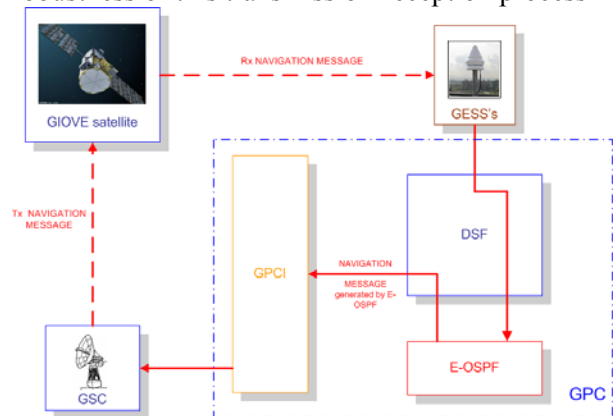 Rx NAVIGATION MESSAGE
GIOVE satellite
GESS's
Tx NAVIGATION
MESSAGE
DSF
GPCI
NAVIGATION
MESSAGE
generated by E-
OSPF
E-OSPF
GSC
GPC